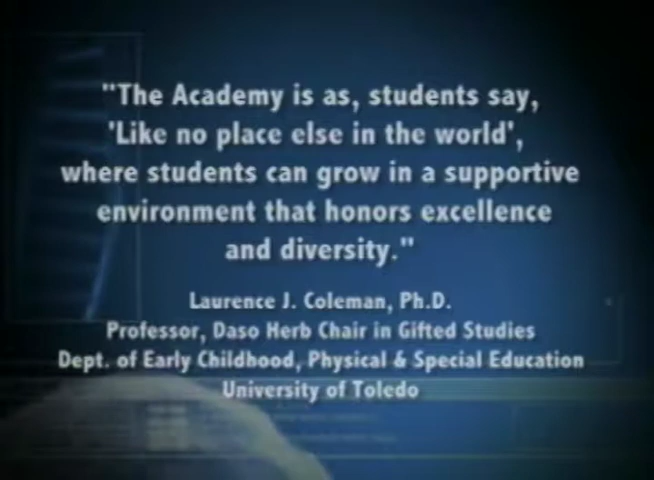 "The Academy is as, students say,
'Like no place else in the world',
where students can grow in a supportive
environment that honors excellence
and diversity."
Laurence J. Coleman, Ph.D.
Professor, Daso Herb Chair in Gifted Studies
Dept. of Early Childhood, Physical & Special Education
University of Toledo